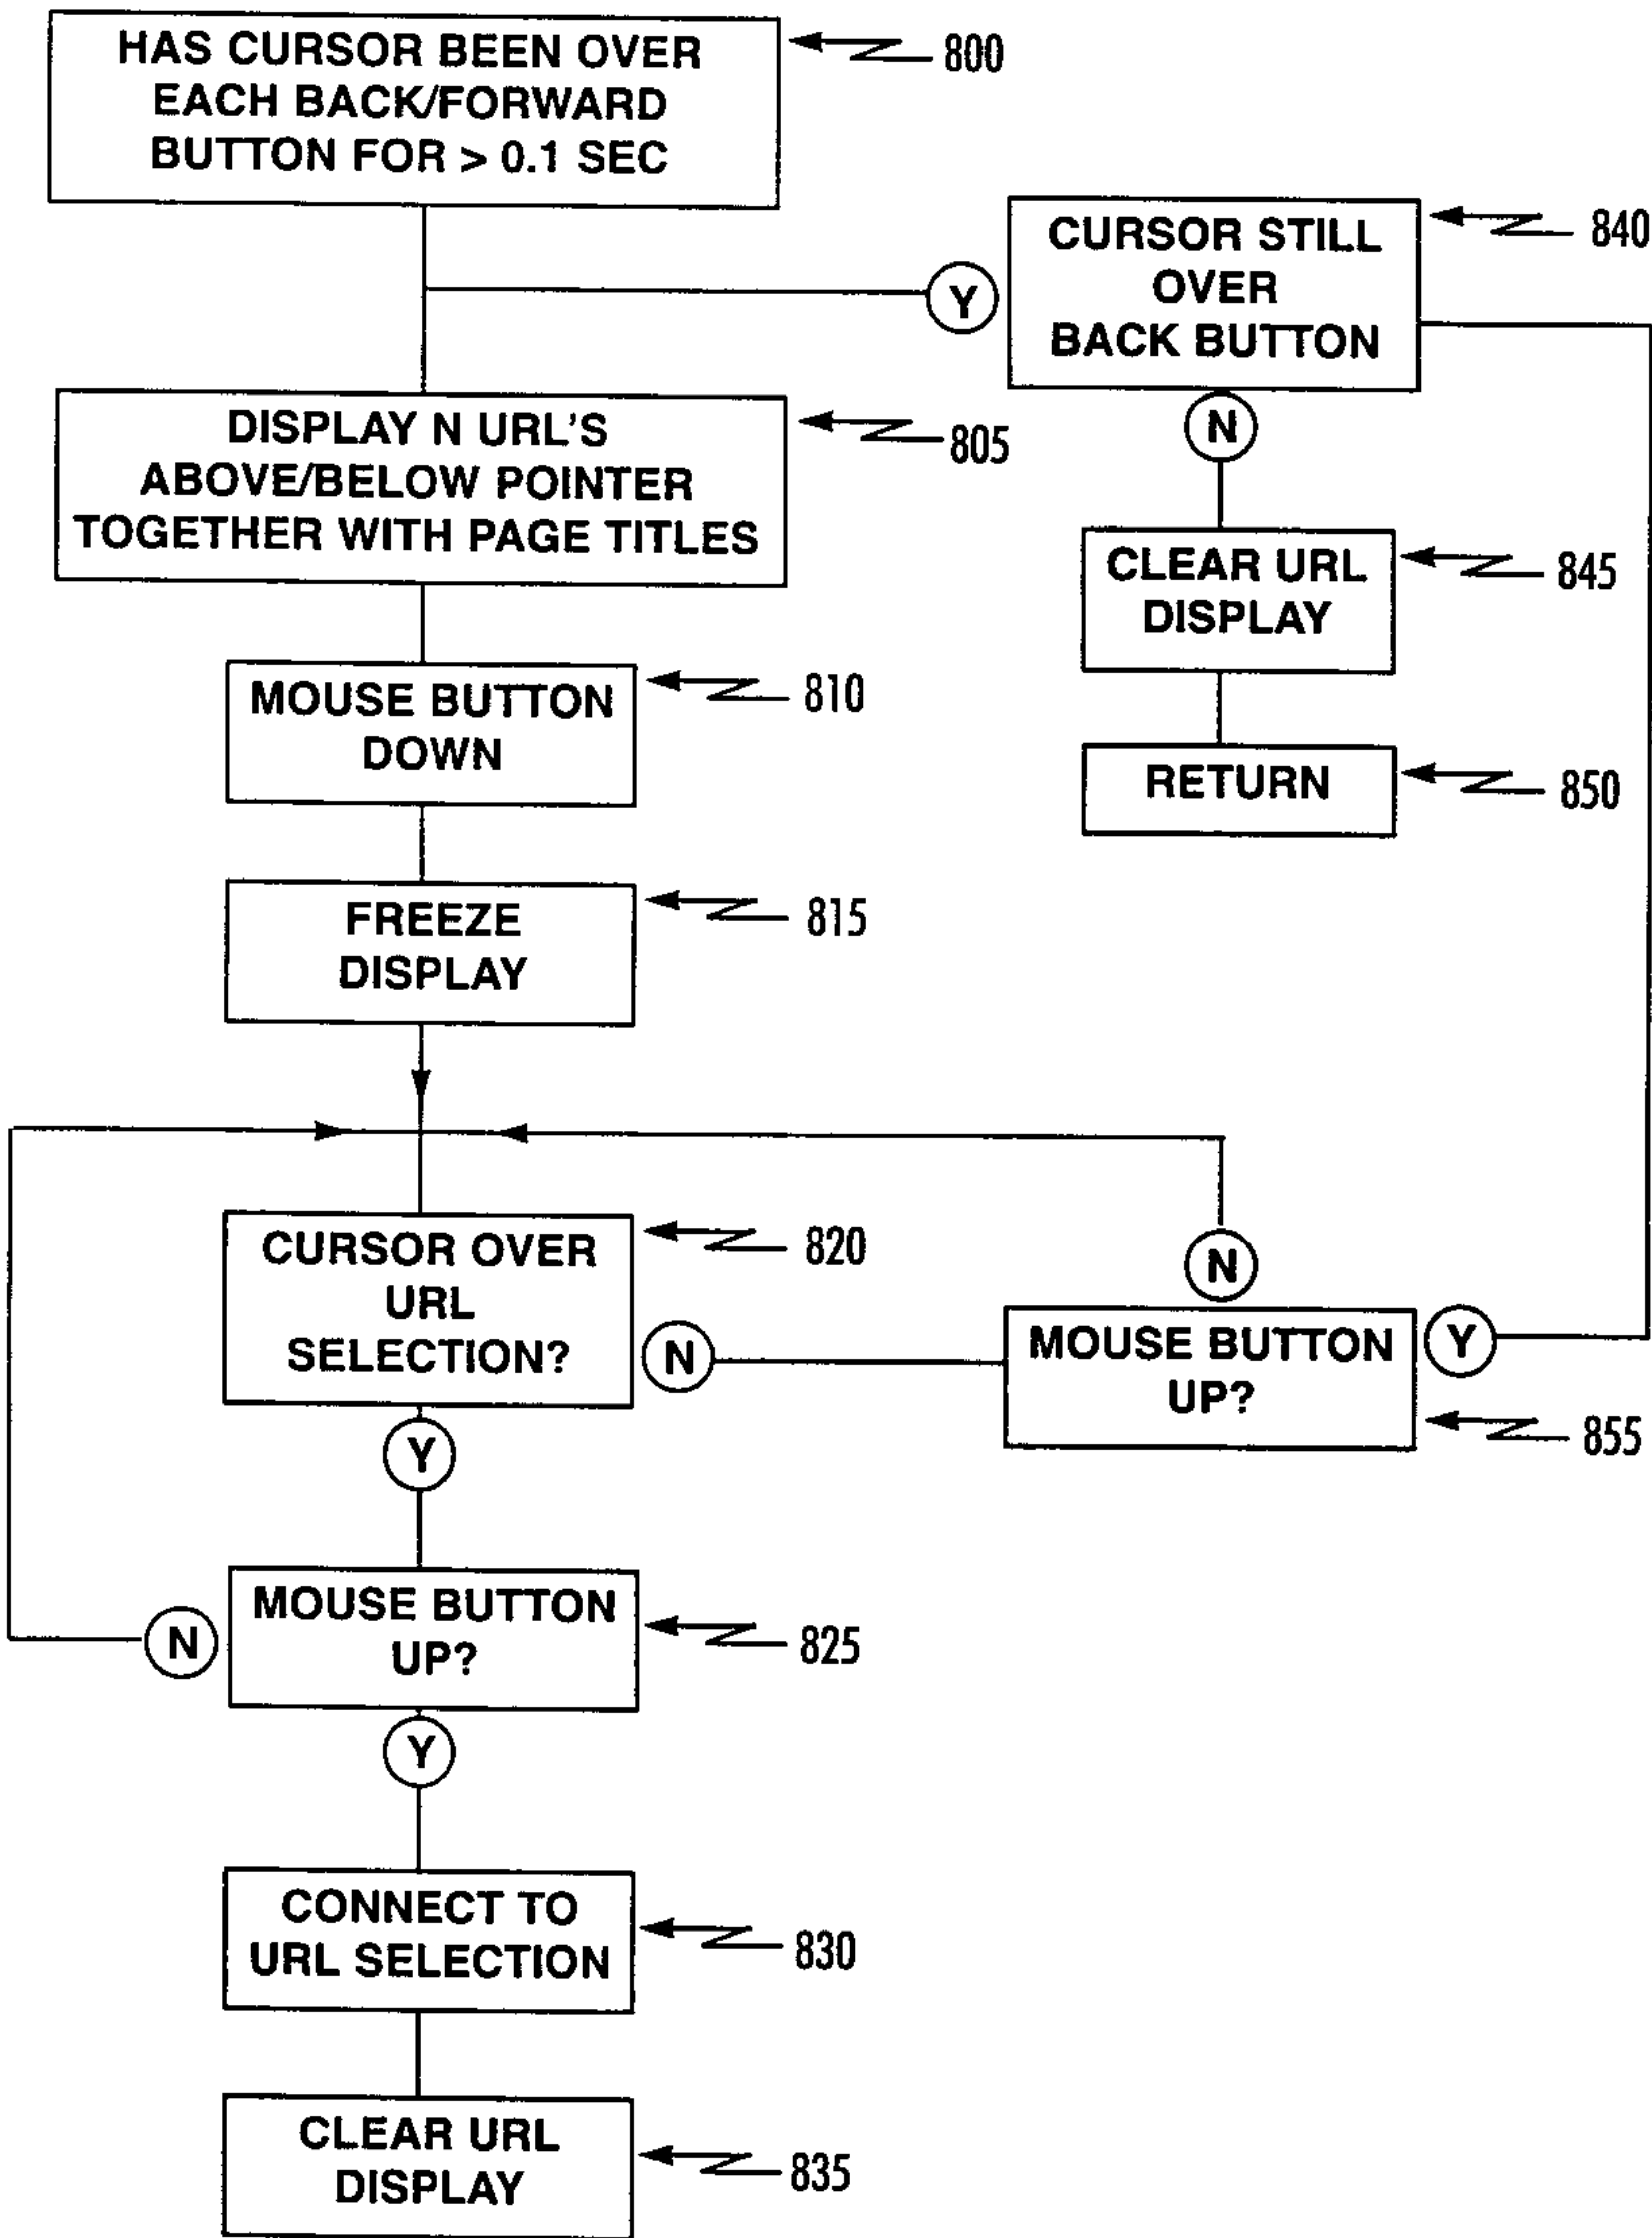 HAS CURSOR BEEN OVER
EACH BACK/FORWARD
BUTTON FOR > 0.1 SEC
800
CURSOR STILL
OVER
BACK BUTTON
840
Y
N
DISPLAY N URL'S
ABOVE/BELOW POINTER
TOGETHER WITH PAGE TITLES
805
CLEAR URL
DISPLAY
845
MOUSE BUTTON
DOWN
810
RETURN
850
FREEZE
DISPLAY
815
CURSOR OVER
URL
SELECTION?
820
N
Y
N
MOUSE BUTTON
UP?
Y
855
MOUSE BUTTON
UP?
825
N
Y
CONNECT TO
URL SELECTION
830
CLEAR URL
DISPLAY
835